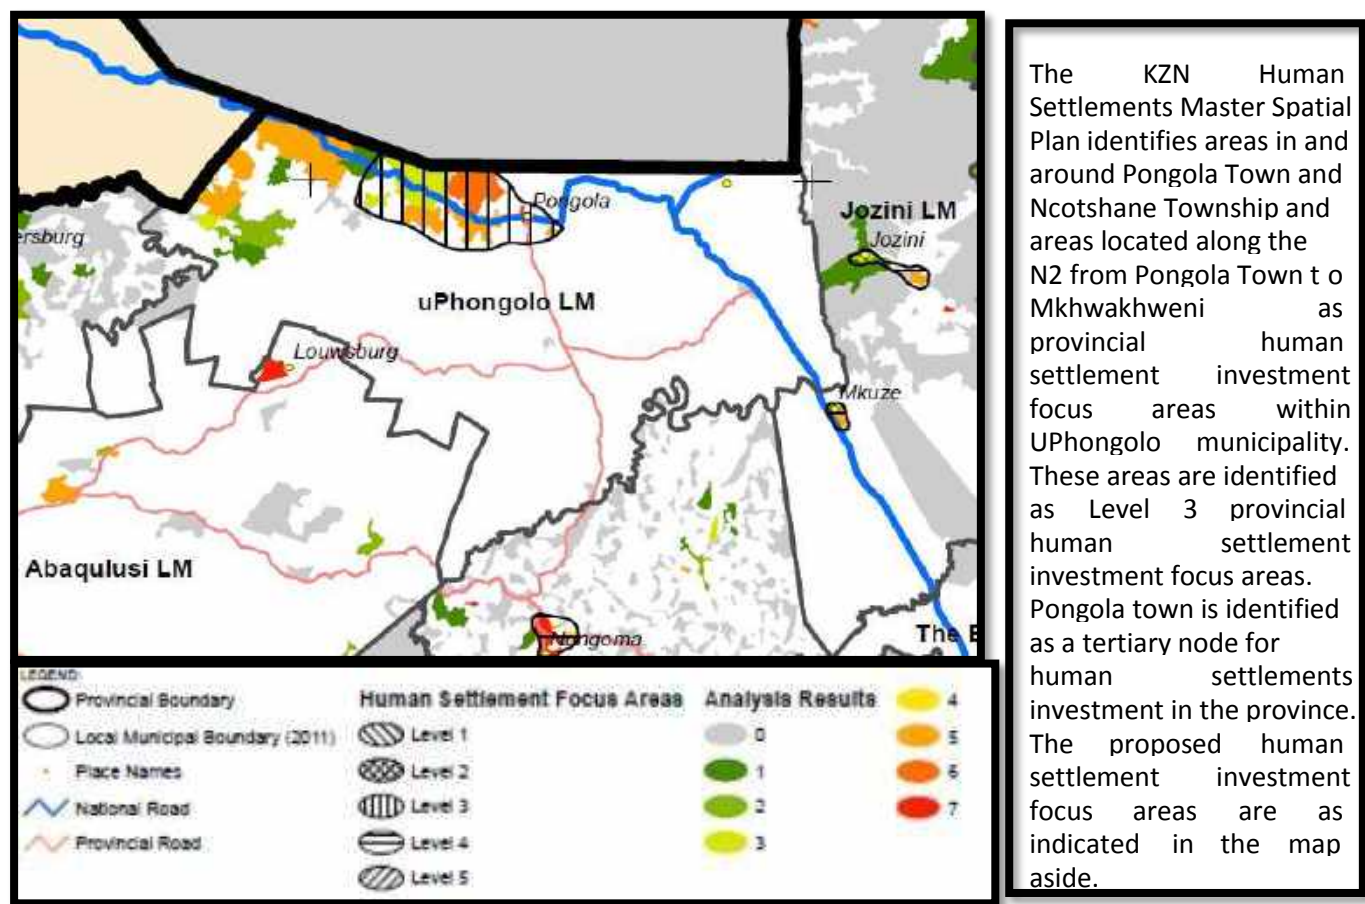 ersburg
Pongola
Jozini LM
Jozini
uPhongolo LM
Louwsburg
Mkuze
Abaqulusi LM
Nongoma
The E
LEGEND:
Provincial Boundary
Local Municipal Boundary (2011)
Place Names
National Road
Provincial Road
Human Settlement Focus Areas
Level 1
Level 2
Level 3
Level 4
Level 5
Analysis Results
0
1
2
3
4
5
6
7
The KZN Human
Settlements Master Spatial
Plan identifies areas in and
around Pongola Town and
Ncotshane Township and
areas located along the
N2 from Pongola Town t o
Mkhwakhweni as
provincial human
settlement investment
focus areas within
UPhongolo municipality.
These areas are identified
as Level 3 provincial
human settlement
investment focus areas.
Pongola town is identified
as a tertiary node for
human settlements
investment in the province.
The proposed human
settlement investment
focus areas are as
indicated in the map
aside.